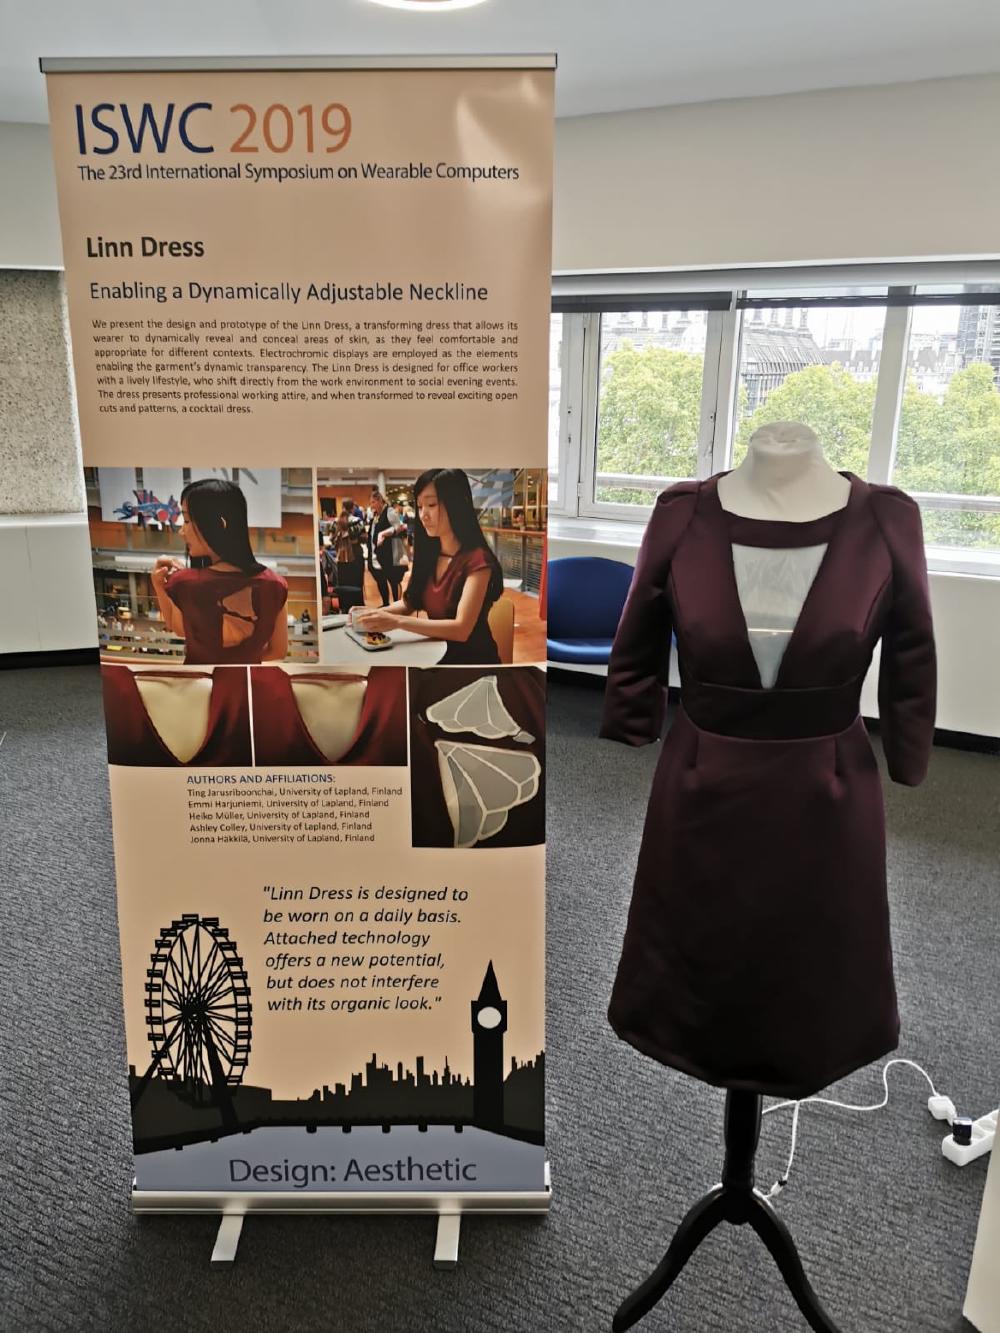 ISWC 2019
The 23rd International Symposium on Wearable Computers
Linn Dress
Enabling a Dynamically Adjustable Neckline
We present the design and prototype of the Linn Dress, a transforming dress that allows its
wearer to dynamically reveal and conceal areas of skin, as they feel comfortable and
appropriate for different contexts. Electrochromic displays are employed as the elements
enabling the garment's dynamic transparency. The Linn Dress is designed for office workers
with a lively lifestyle, who shift directly from the work environment to social evening events.
The dress presents professional working attire, and when transformed to reveal exciting open
cuts and patterns, a cocktail dress.
AUTHORS AND AFFILIATIONS:
Ting Jarusriboonchai, University of Lapland, Finland
Emmi Harjuniemi, University of Lapland, Finland
Heiko Müller, University of Lapland, Finland
Ashley Colley, University of Lapland, Finland
Jonna Häkkilä, University of Lapland, Finland
"Linn Dress is designed to
be worn on a daily basis.
Attached technology
offers a new potential,
but does not interfere
with its organic look."
Design: Aesthetic